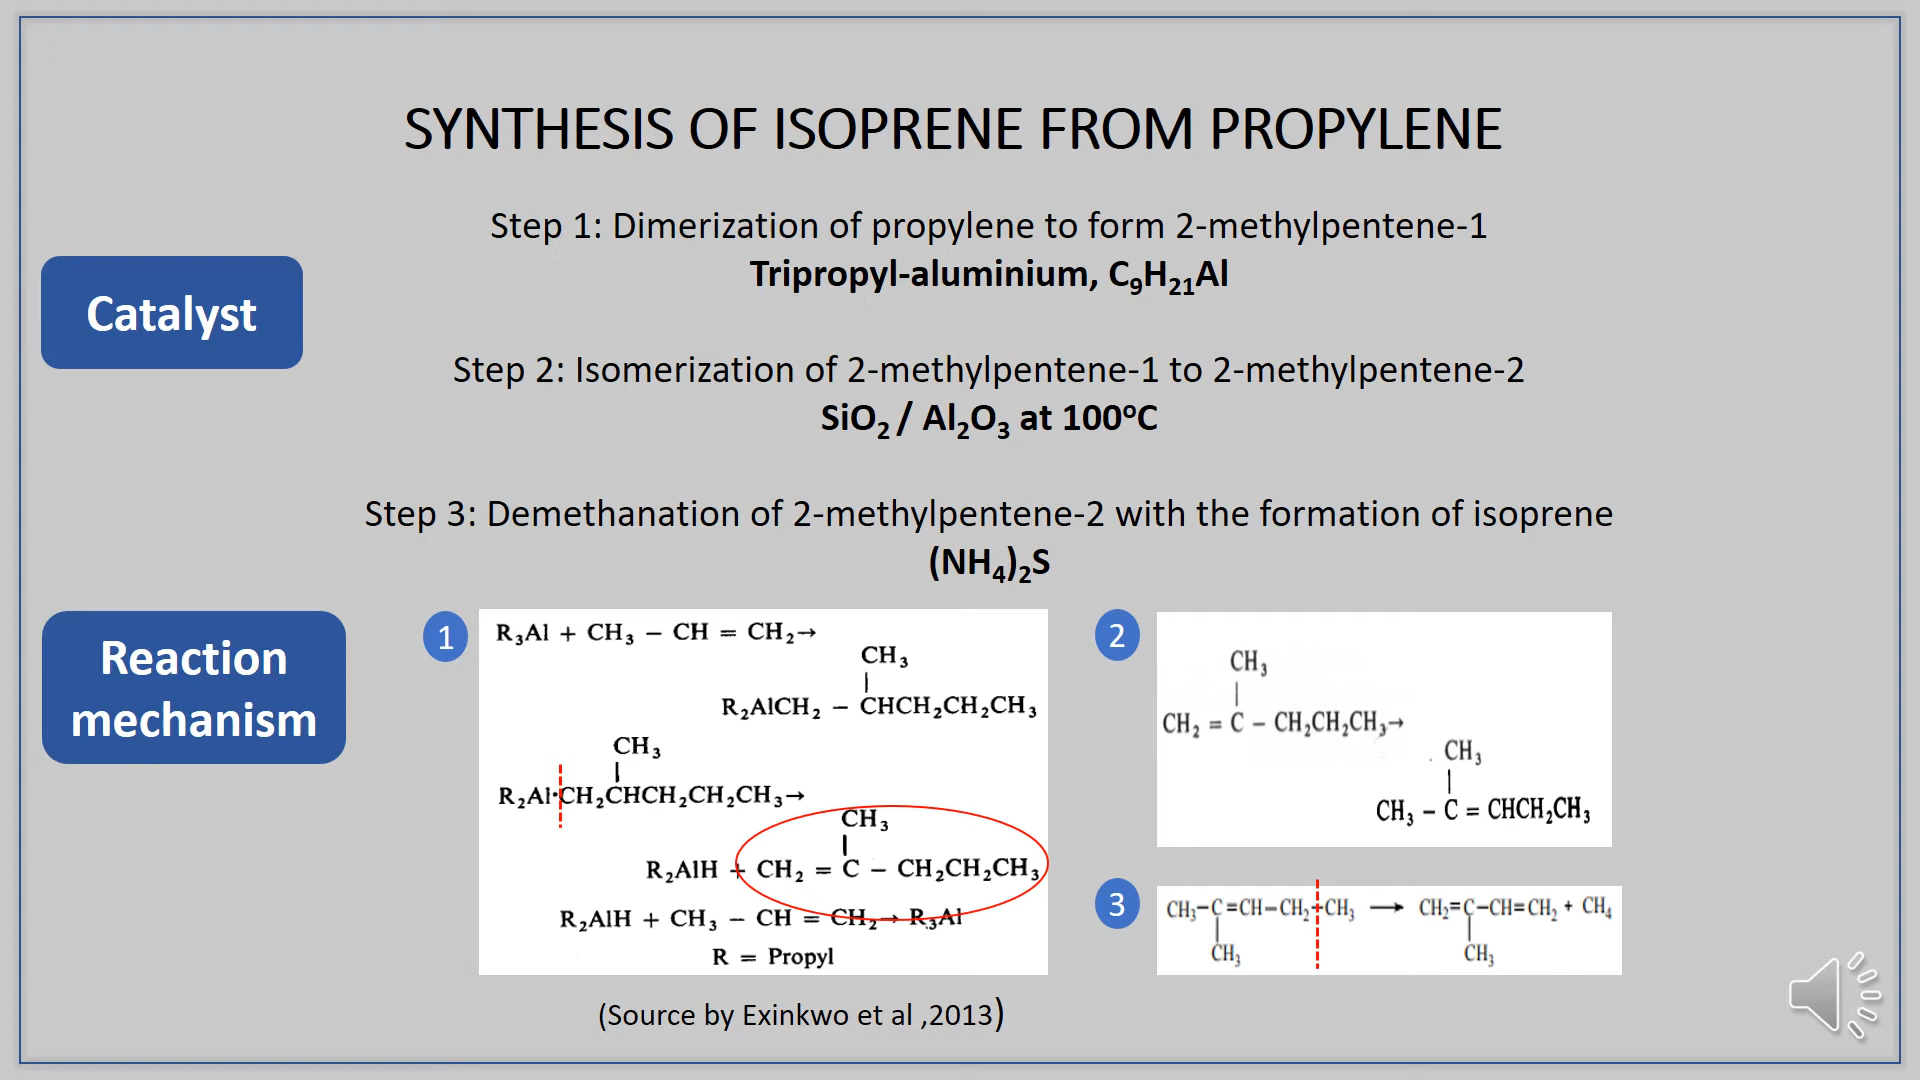 SYNTHESIS OF ISOPRENE FROM PROPYLENE
Step 1: Dimerization of propylene to form 2-methylpentene-1
Tripropyl-aluminium, C₉H₂₁Al
Catalyst
Step 2: Isomerization of 2-methylpentene-1 to 2-methylpentene-2
SiO₂ / Al₂O₃ at 100ºC
Step 3: Demethanation of 2-methylpentene-2 with the formation of isoprene
(NH₄)₂S
Reaction
mechanism
1
R₃Al + CH₃ − CH = CH₂→
CH₃
|
R₂AlCH₂ − CHCH₂CH₂CH₃
CH₃
|
R₂Al·CH₂CHCH₂CH₂CH₃→
CH₃
|
R₂AlH + CH₂ = C − CH₂CH₂CH₃
R₂AlH + CH₃ − CH = CH₂→ R₃Al
R = Propyl
(Source by Exinkwo et al ,2013)
2
CH₃
|
CH₂ = C − CH₂CH₂CH₃→
CH₃
|
CH₃ − C = CHCH₂CH₃
3
CH₃−C=CH−CH₂−CH₃ → CH₂=C−CH=CH₂ + CH₄
| |
CH₃ CH₃